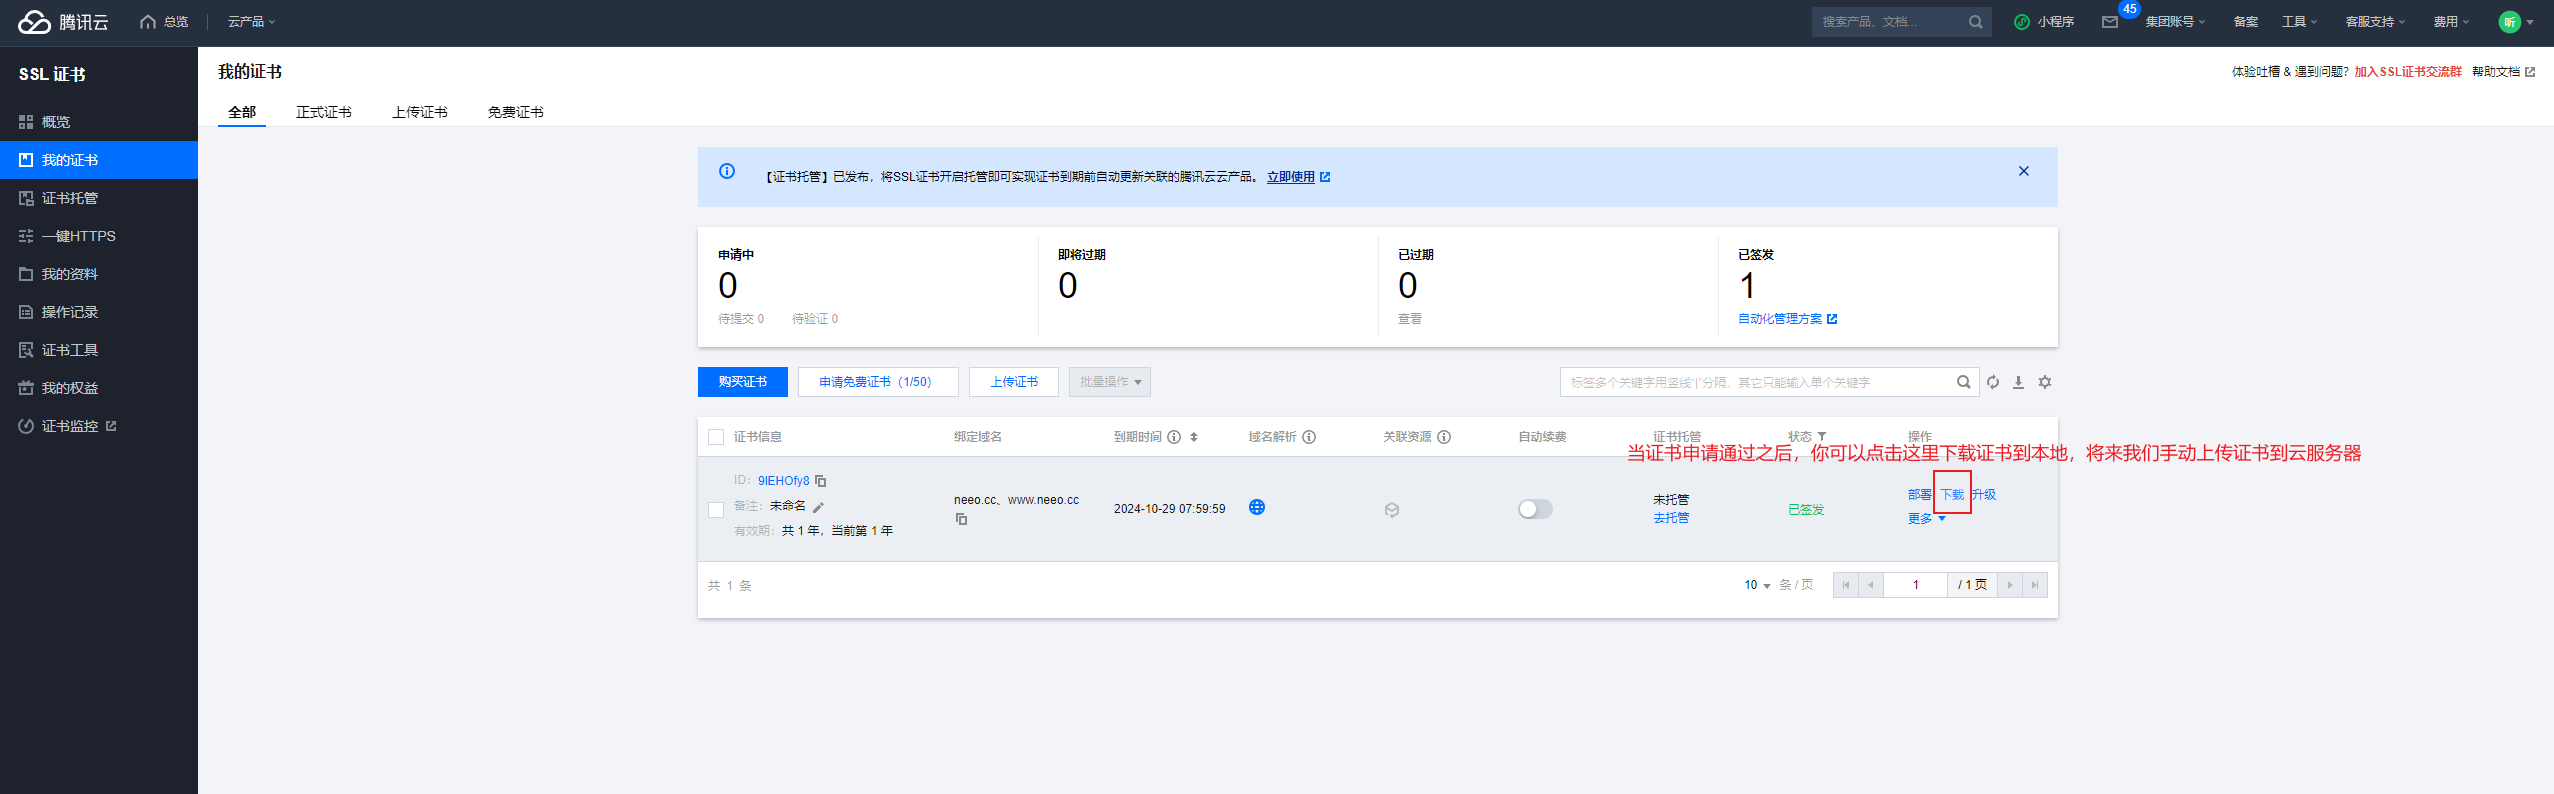 腾讯云 总览 云产品 搜索产品、文档... 小程序 45 集团账号 备案 工具 客服支持 费用 听
SSL 证书
概览
我的证书
证书托管
一键HTTPS
我的资料
操作记录
证书工具
我的权益
证书监控
我的证书 体验吐槽 & 遇到问题? 加入SSL证书交流群 帮助文档
全部 正式证书 上传证书 免费证书
【证书托管】已发布，将SSL证书开启托管即可实现证书到期前自动更新关联的腾讯云云产品。 立即使用
申请中 即将过期 已过期 已签发
0 0 0 1
待提交 0 待验证 0 查看 自动化管理方案
购买证书 申请免费证书（1/50） 上传证书 批量操作 标签多个关键字用竖线“|”分隔，其它只能输入单个关键字
证书信息 绑定域名 到期时间 域名解析 关联资源 自动续费 证书托管 状态 操作
当证书申请通过之后，你可以点击这里下载证书到本地，将来我们手动上传证书到云服务器
ID: 9IEHOfy8
备注: 未命名
有效期: 共 1 年，当前第 1 年
neeo.cc、www.neeo.cc
2024-10-29 07:59:59
未托管
去托管
已签发
部署 下载 升级
更多
共 1 条 10 条 / 页 1 / 1 页